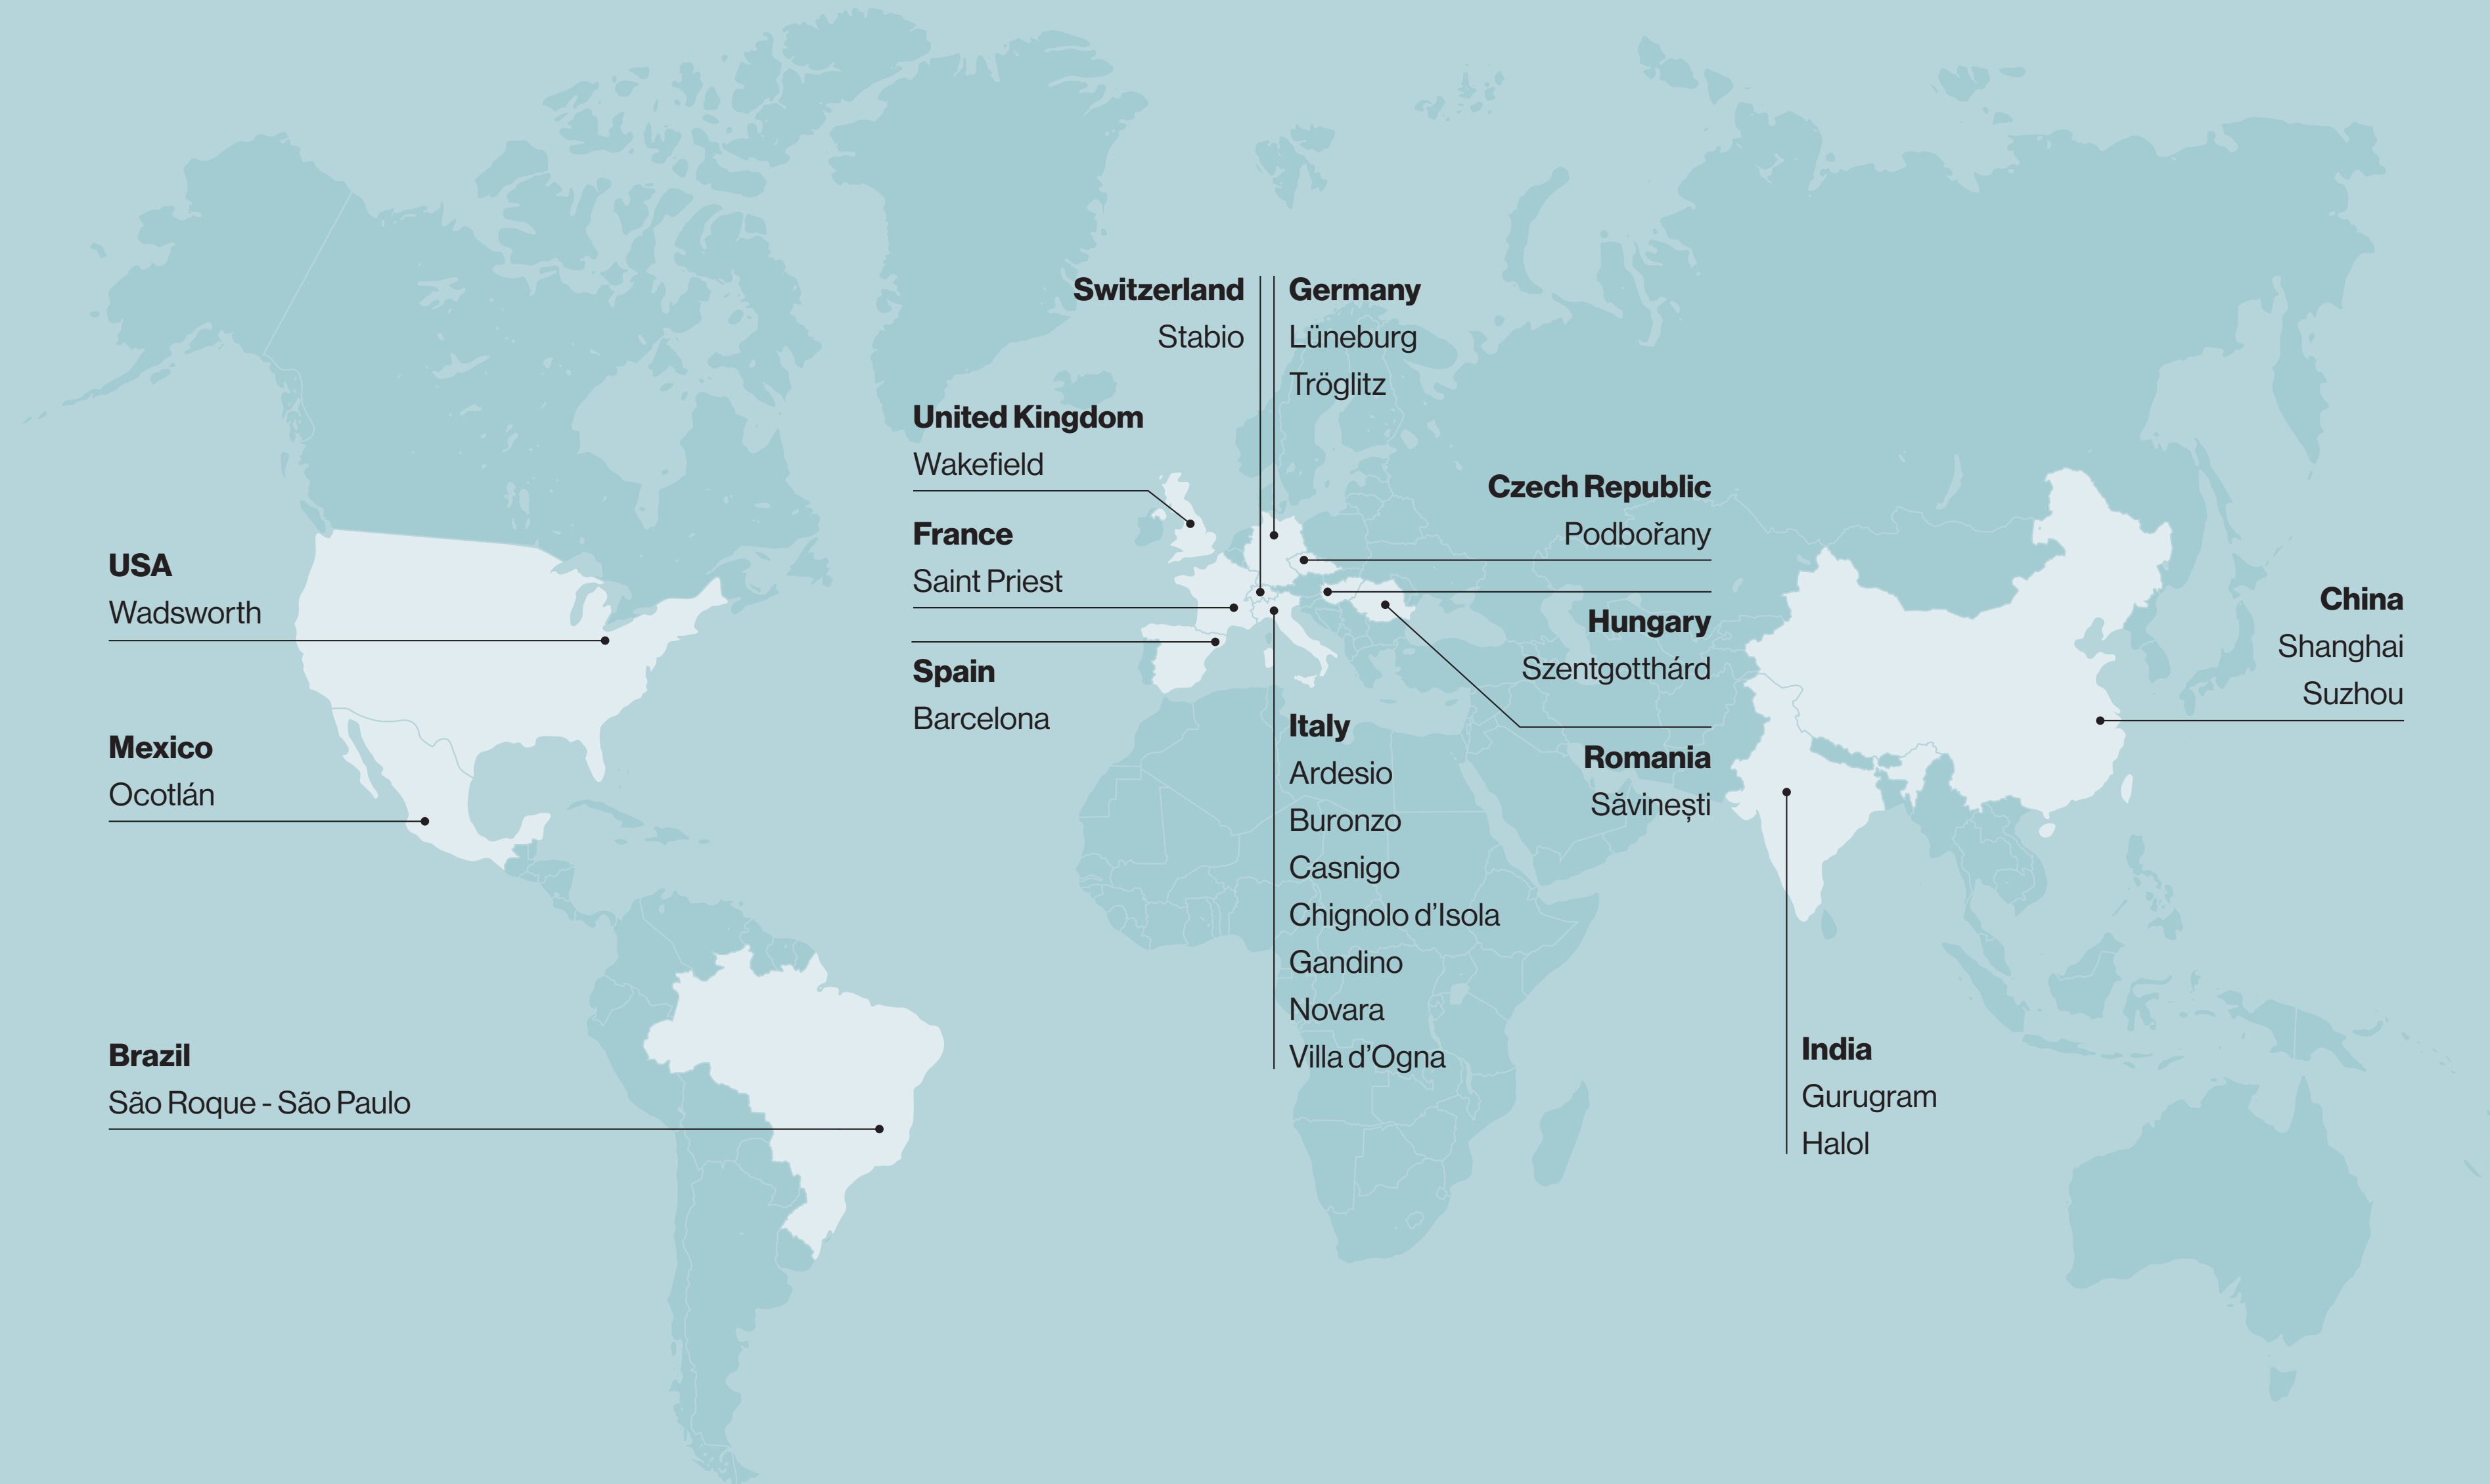 Switzerland
Stabio
Germany
Lüneburg
Tröglitz
United Kingdom
Wakefield
France
Saint Priest
Spain
Barcelona
Czech Republic
Podbořany
Hungary
Szentgotthárd
Romania
Săvinești
Italy
Ardesio
Buronzo
Casnigo
Chignolo d’Isola
Gandino
Novara
Villa d’Ogna
USA
Wadsworth
Mexico
Ocotlán
Brazil
São Roque - São Paulo
China
Shanghai
Suzhou
India
Gurugram
Halol